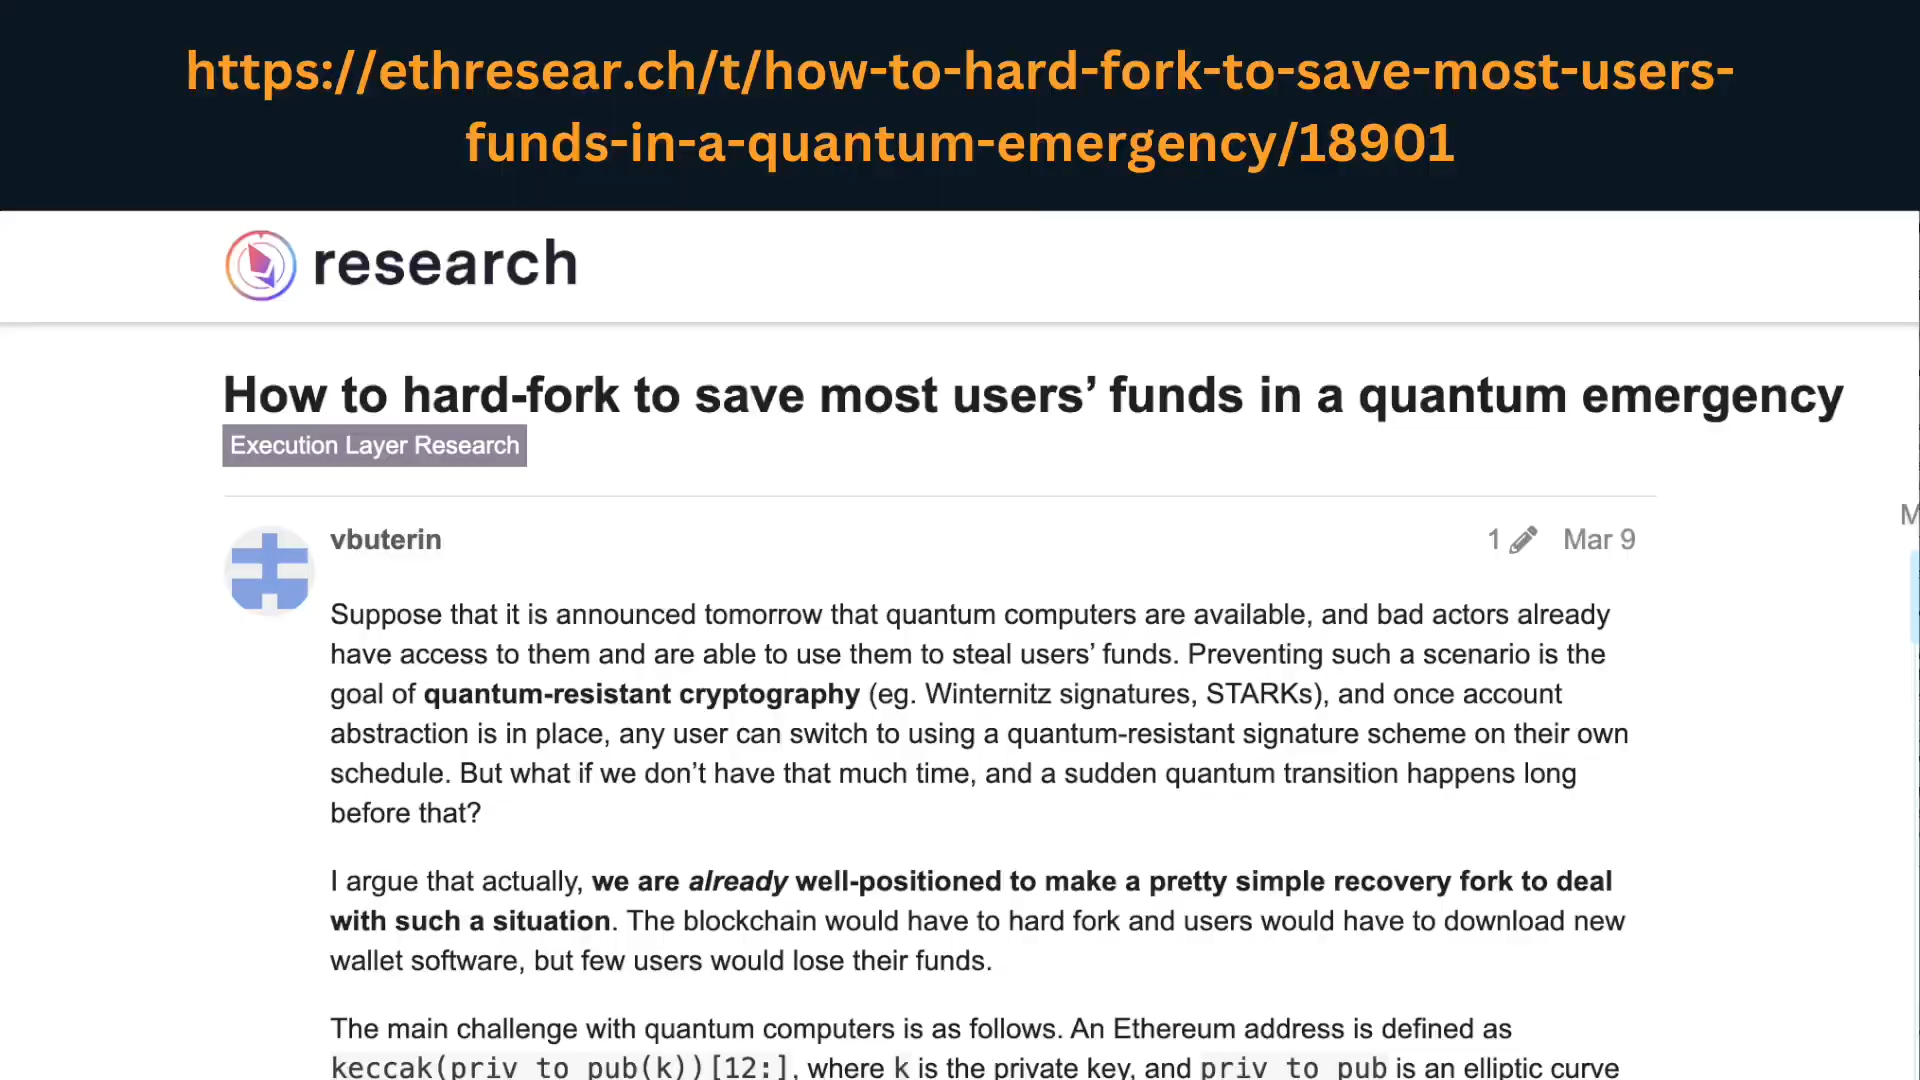 https://ethresear.ch/t/how-to-hard-fork-to-save-most-users-
funds-in-a-quantum-emergency/18901
research
How to hard-fork to save most users’ funds in a quantum emergency
Execution Layer Research
vbuterin
1 Mar 9
M
Suppose that it is announced tomorrow that quantum computers are available, and bad actors already
have access to them and are able to use them to steal users’ funds. Preventing such a scenario is the
goal of quantum-resistant cryptography (eg. Winternitz signatures, STARKs), and once account
abstraction is in place, any user can switch to using a quantum-resistant signature scheme on their own
schedule. But what if we don’t have that much time, and a sudden quantum transition happens long
before that?
I argue that actually, we are already well-positioned to make a pretty simple recovery fork to deal
with such a situation. The blockchain would have to hard fork and users would have to download new
wallet software, but few users would lose their funds.
The main challenge with quantum computers is as follows. An Ethereum address is defined as
keccak(priv_to_pub(k))[12:], where k is the private key, and priv_to_pub is an elliptic curve